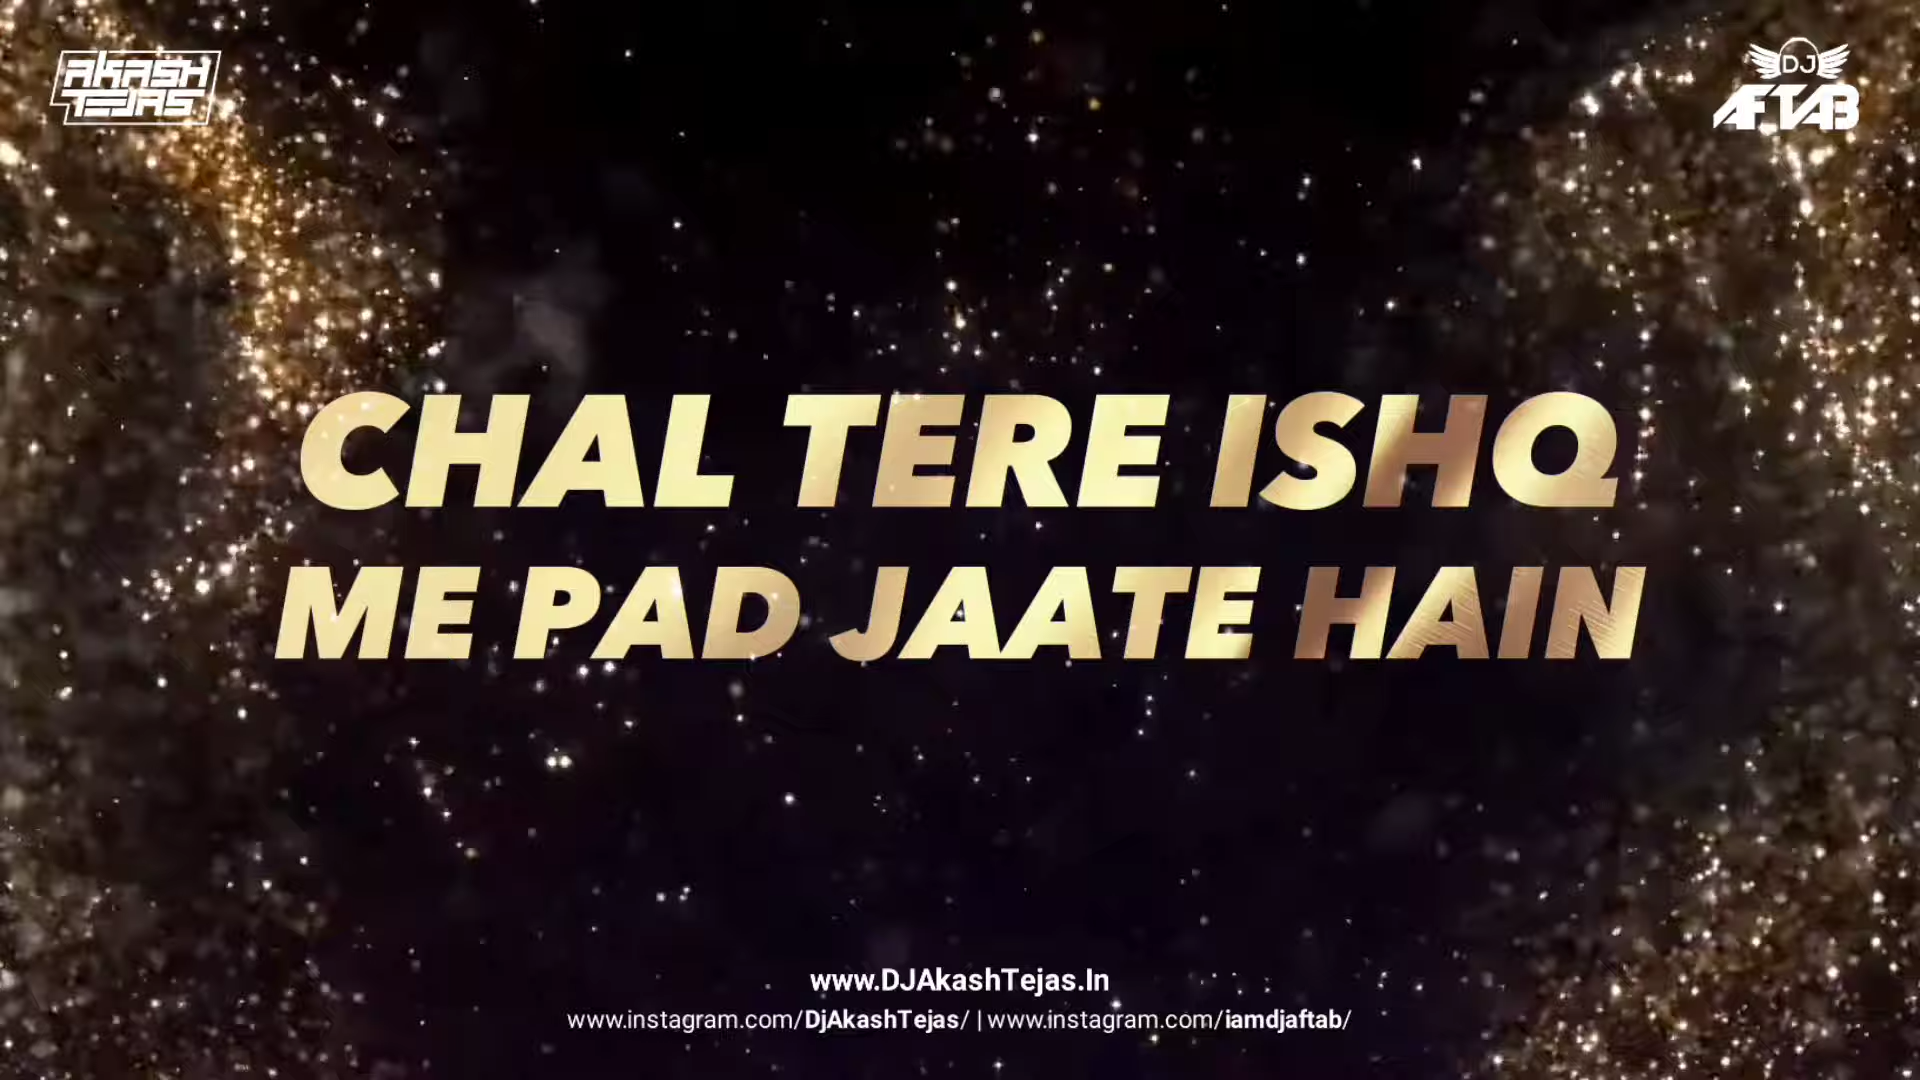 AKASH
TEJAS
DJ
AFTAB
CHAL TERE ISHQ
ME PAD JAATE HAIN
www.DJAkashTejas.In
www.instagram.com/DjAkashTejas/ | www.instagram.com/iamdjaftab/